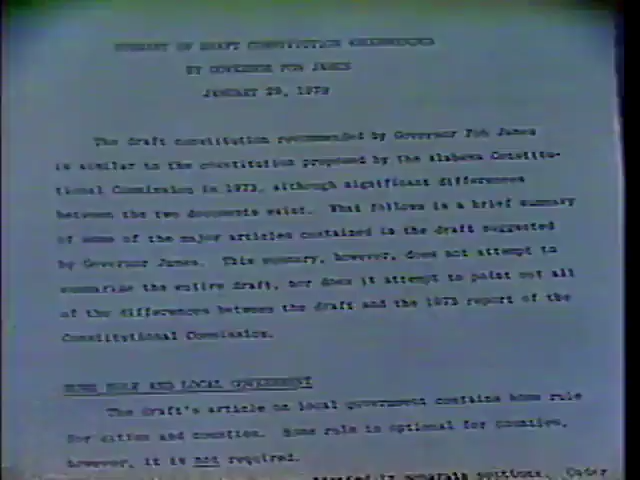 SUMMARY OF DRAFT CONSTITUTION RECOMMENDED
BY GOVERNOR FOB JAMES
JANUARY 29, 1979
The draft constitution recommended by Governor Fob James
is similar to the constitution proposed by the Alabama Constitu-
tional Commission in 1973, although significant differences
between the two documents exist. What follows is a brief summary
of some of the major articles contained in the draft suggested
by Governor James. This summary, however, does not attempt to
summarize the entire draft, nor does it attempt to point out all
of the differences between the draft and the 1973 report of the
Constitutional Commission.
HOME RULE AND LOCAL GOVERNMENT
The draft's article on local government contains home rule
for cities and counties. Home rule is optional for counties,
however, it is not required.
in separate sections. Under